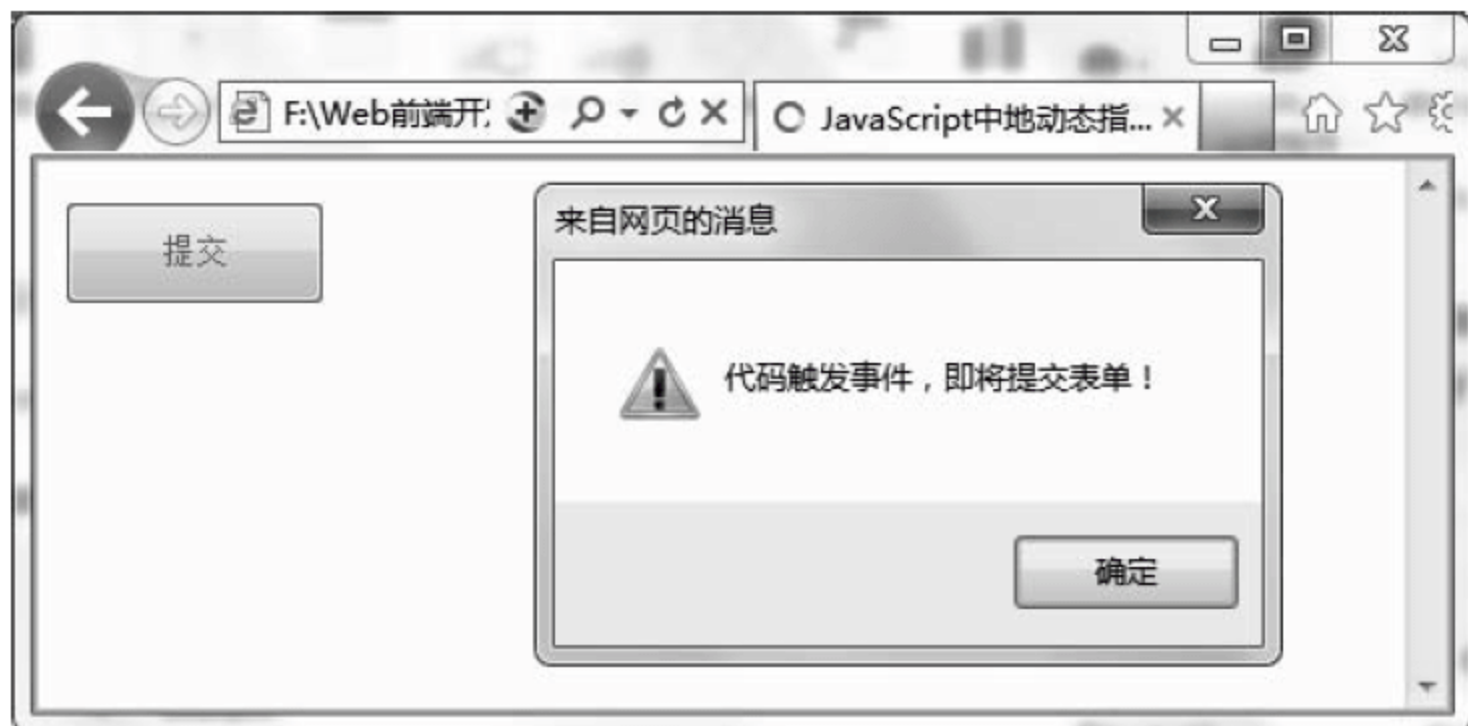 F:\Web前端开
JavaScript中地动态指...
提交
来自网页的消息
代码触发事件，即将提交表单！
确定